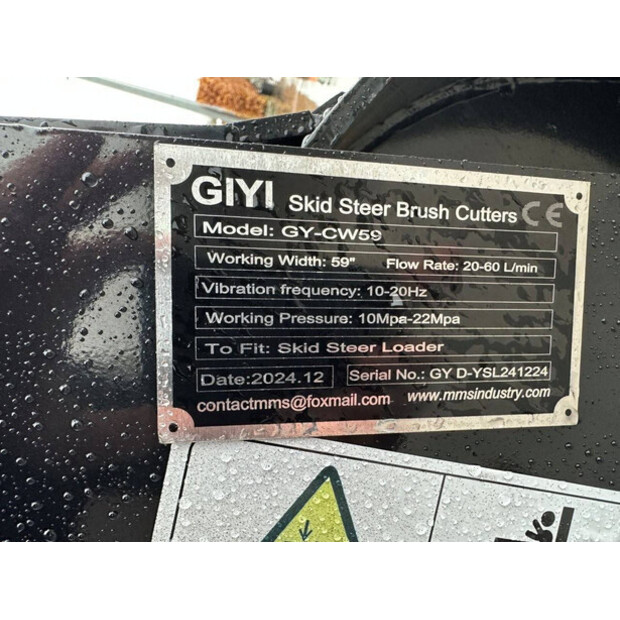 GIYI Skid Steer Brush Cutters CE
Model: GY-CW59
Working Width: 59" Flow Rate: 20-60 L/min
Vibration frequency: 10-20Hz
Working Pressure: 10Mpa-22Mpa
To Fit: Skid Steer Loader
Date:2024.12 Serial No.: GY D-YSL241224
contactmms@foxmail.com www.mmsindustry.com